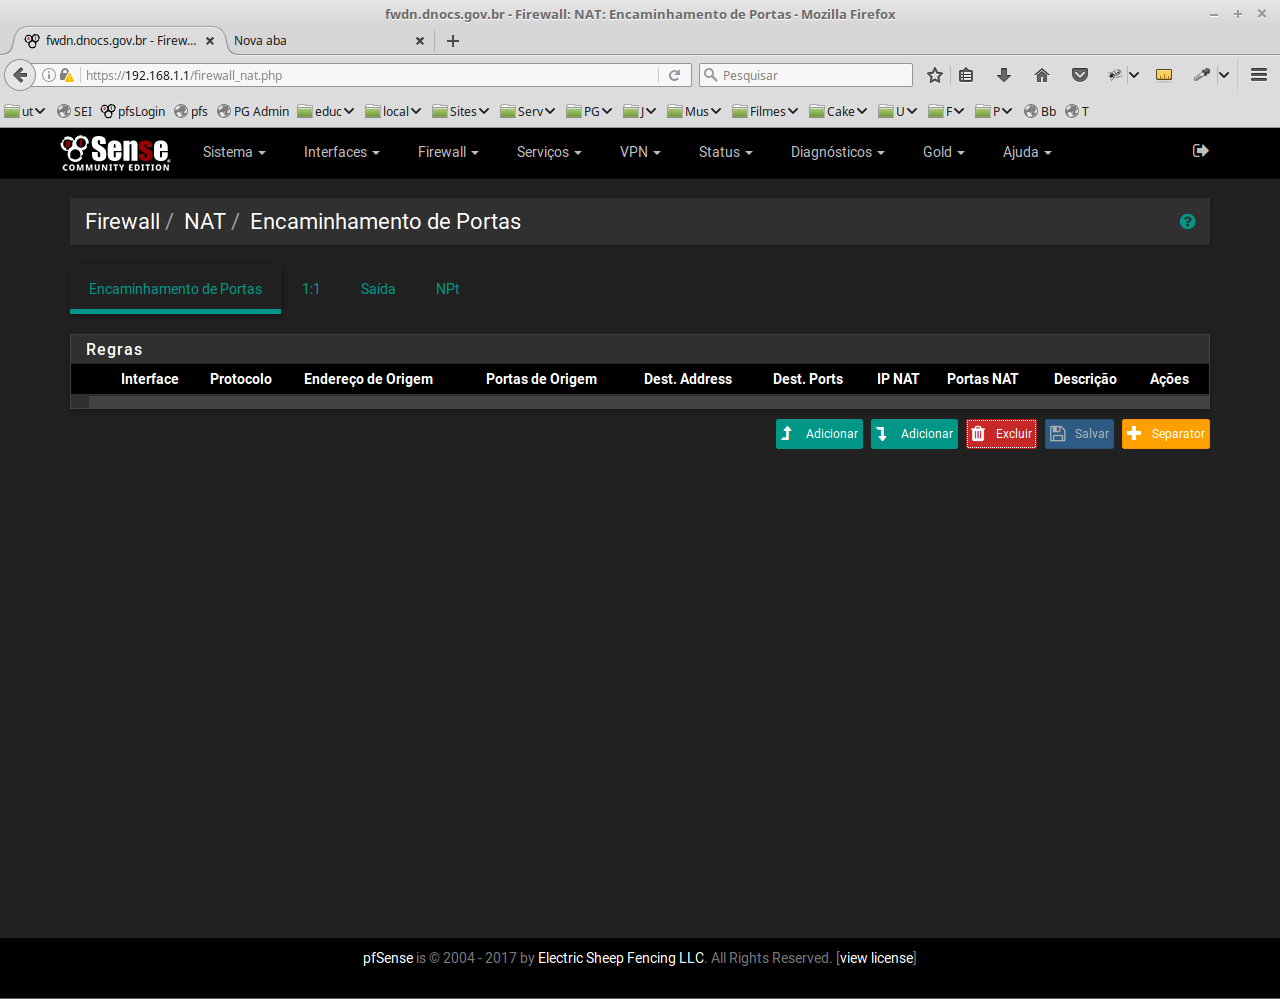 fwdn.dnocs.gov.br - Firewall: NAT: Encaminhamento de Portas - Mozilla Firefox
fwdn.dnocs.gov.br - Firew... Nova aba
https://192.168.1.1/firewall_nat.php Pesquisar
ut SEI pfsLogin pfs PG Admin educ local Sites Serv PG J Mus Filmes Cake U F P Bb T
Sense Sistema Interfaces Firewall Serviços VPN Status Diagnósticos Gold Ajuda
COMMUNITY EDITION
Firewall / NAT / Encaminhamento de Portas
Encaminhamento de Portas 1:1 Saída NPt
Regras
Interface Protocolo Endereço de Origem Portas de Origem Dest. Address Dest. Ports IP NAT Portas NAT Descrição Ações
Adicionar Adicionar Excluir Salvar Separator
pfSense is © 2004 - 2017 by Electric Sheep Fencing LLC. All Rights Reserved. [view license]